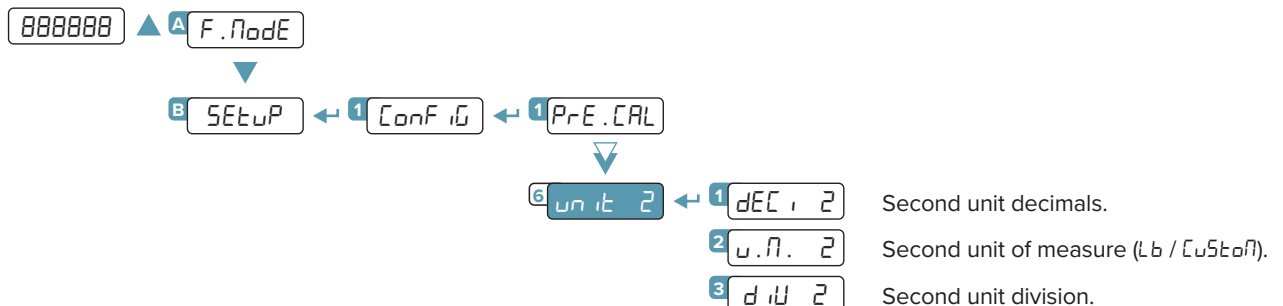 888888 A F.ModE
B SEtuP 1 ConFiG 1 PrE.CAL
6 unit 2 1 dECi 2 Second unit decimals.
2 u.M. 2 Second unit of measure (Lb / CuStoM).
3 diV 2 Second unit division.